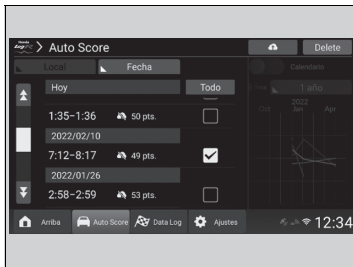 Honda
LogR
Auto Score
Delete
Local
Fecha
Calendario
Hoy
Todo
1 año
2022
Oct Jan Apr
1:35-1:36 50 pts.
2022/02/10
7:12-8:17 49 pts.
2022/01/26
2:58-2:59 53 pts.
Arriba
Auto Score
Data Log
Ajustes
12:34